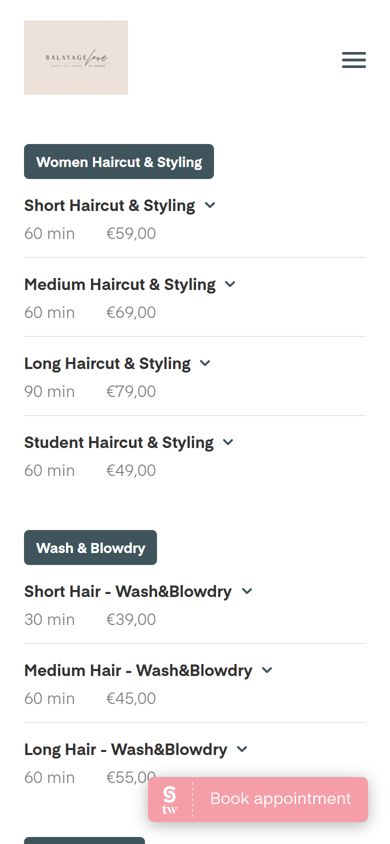 BALAYAGE love
Women Haircut & Styling
Short Haircut & Styling
60 min €59,00
Medium Haircut & Styling
60 min €69,00
Long Haircut & Styling
90 min €79,00
Student Haircut & Styling
60 min €49,00
Wash & Blowdry
Short Hair - Wash&Blowdry
30 min €39,00
Medium Hair - Wash&Blowdry
60 min €45,00
Long Hair - Wash&Blowdry
60 min €55,00
S
tw
Book appointment